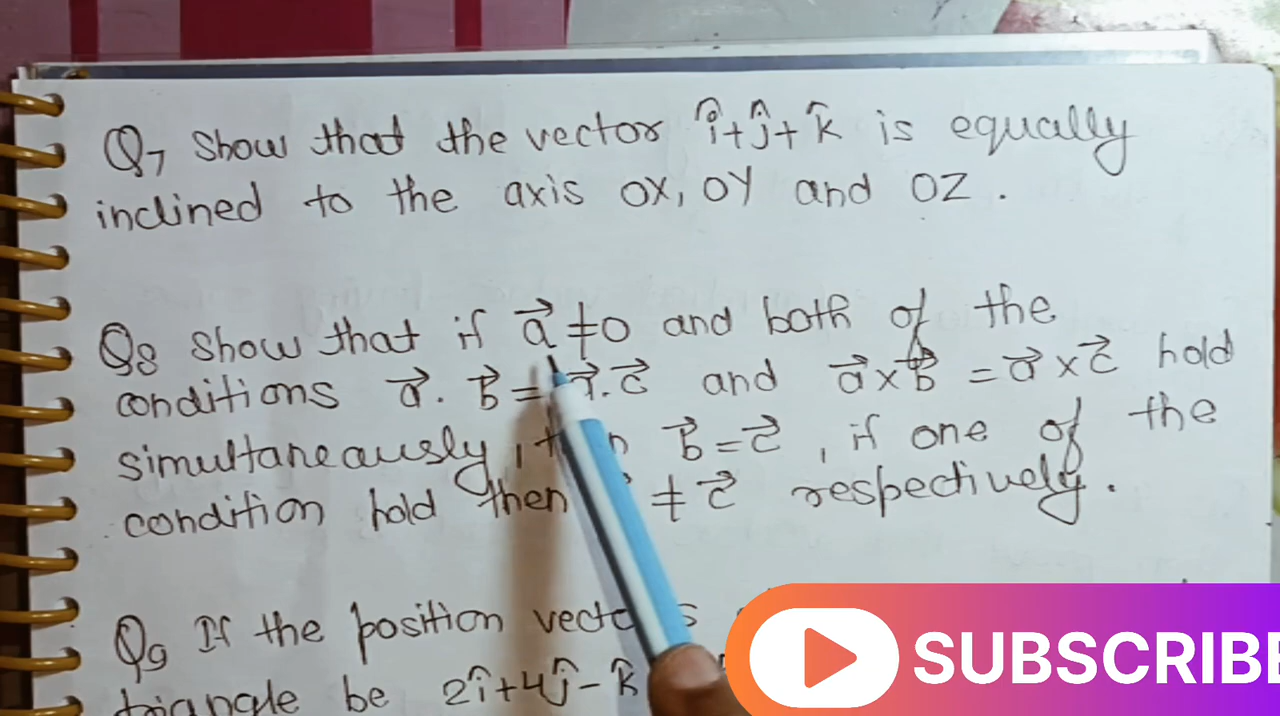 Q7 Show that the vector î+ĵ+k̂ is equally
inclined to the axis OX, OY and OZ .
Q8 Show that if a⃗ ≠0 and both of the
conditions a⃗ . b⃗ = a⃗.c⃗ and a⃗×b⃗ = a⃗×c⃗ hold
simultaneausly, b⃗=c⃗, if one of the
condition hold then ≠ c⃗ respectively.
Q9 If the position
triangle be 2î+4ĵ-k̂
SUBSCRIBE